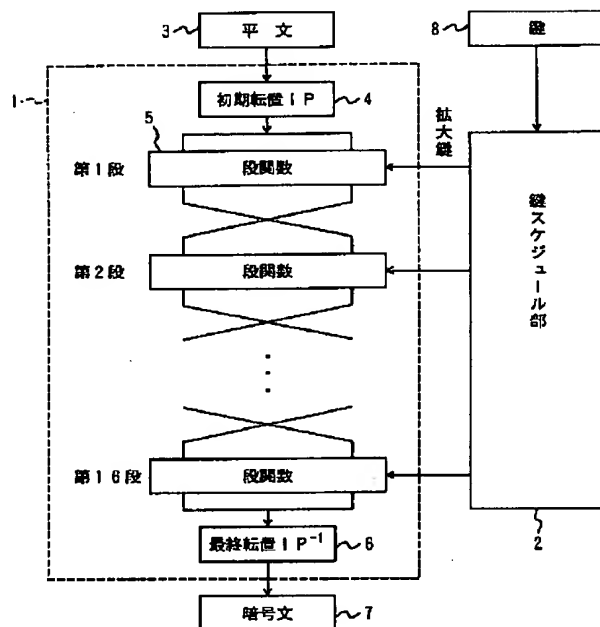 3
平 文
8
鍵
1
初期転置ＩＰ
4
5
拡大鍵
第１段
段関数
鍵スケジュール部
第２段
段関数
第１６段
段関数
最終転置ＩＰ⁻¹
6
2
暗号文
7